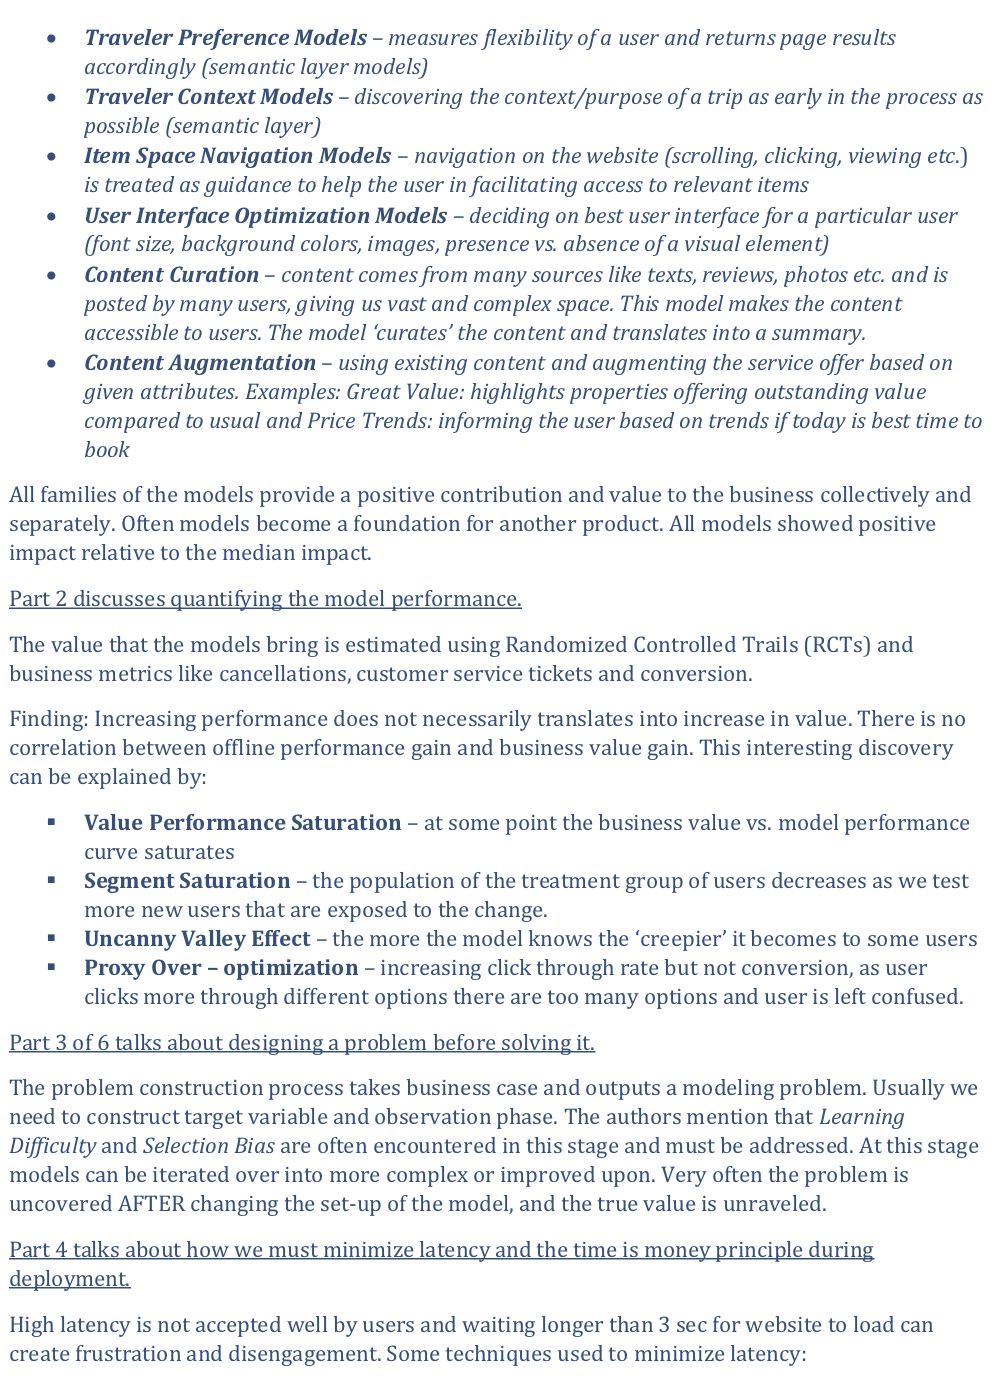 • Traveler Preference Models – measures flexibility of a user and returns page results
accordingly (semantic layer models)
• Traveler Context Models – discovering the context/purpose of a trip as early in the process as
possible (semantic layer)
• Item Space Navigation Models – navigation on the website (scrolling, clicking, viewing etc.)
is treated as guidance to help the user in facilitating access to relevant items
• User Interface Optimization Models – deciding on best user interface for a particular user
(font size, background colors, images, presence vs. absence of a visual element)
• Content Curation – content comes from many sources like texts, reviews, photos etc. and is
posted by many users, giving us vast and complex space. This model makes the content
accessible to users. The model ‘curates’ the content and translates into a summary.
• Content Augmentation – using existing content and augmenting the service offer based on
given attributes. Examples: Great Value: highlights properties offering outstanding value
compared to usual and Price Trends: informing the user based on trends if today is best time to
book
All families of the models provide a positive contribution and value to the business collectively and
separately. Often models become a foundation for another product. All models showed positive
impact relative to the median impact.
Part 2 discusses quantifying the model performance.
The value that the models bring is estimated using Randomized Controlled Trails (RCTs) and
business metrics like cancellations, customer service tickets and conversion.
Finding: Increasing performance does not necessarily translates into increase in value. There is no
correlation between offline performance gain and business value gain. This interesting discovery
can be explained by:
▪ Value Performance Saturation – at some point the business value vs. model performance
curve saturates
▪ Segment Saturation – the population of the treatment group of users decreases as we test
more new users that are exposed to the change.
▪ Uncanny Valley Effect – the more the model knows the ‘creepier’ it becomes to some users
▪ Proxy Over – optimization – increasing click through rate but not conversion, as user
clicks more through different options there are too many options and user is left confused.
Part 3 of 6 talks about designing a problem before solving it.
The problem construction process takes business case and outputs a modeling problem. Usually we
need to construct target variable and observation phase. The authors mention that Learning
Difficulty and Selection Bias are often encountered in this stage and must be addressed. At this stage
models can be iterated over into more complex or improved upon. Very often the problem is
uncovered AFTER changing the set-up of the model, and the true value is unraveled.
Part 4 talks about how we must minimize latency and the time is money principle during
deployment.
High latency is not accepted well by users and waiting longer than 3 sec for website to load can
create frustration and disengagement. Some techniques used to minimize latency: